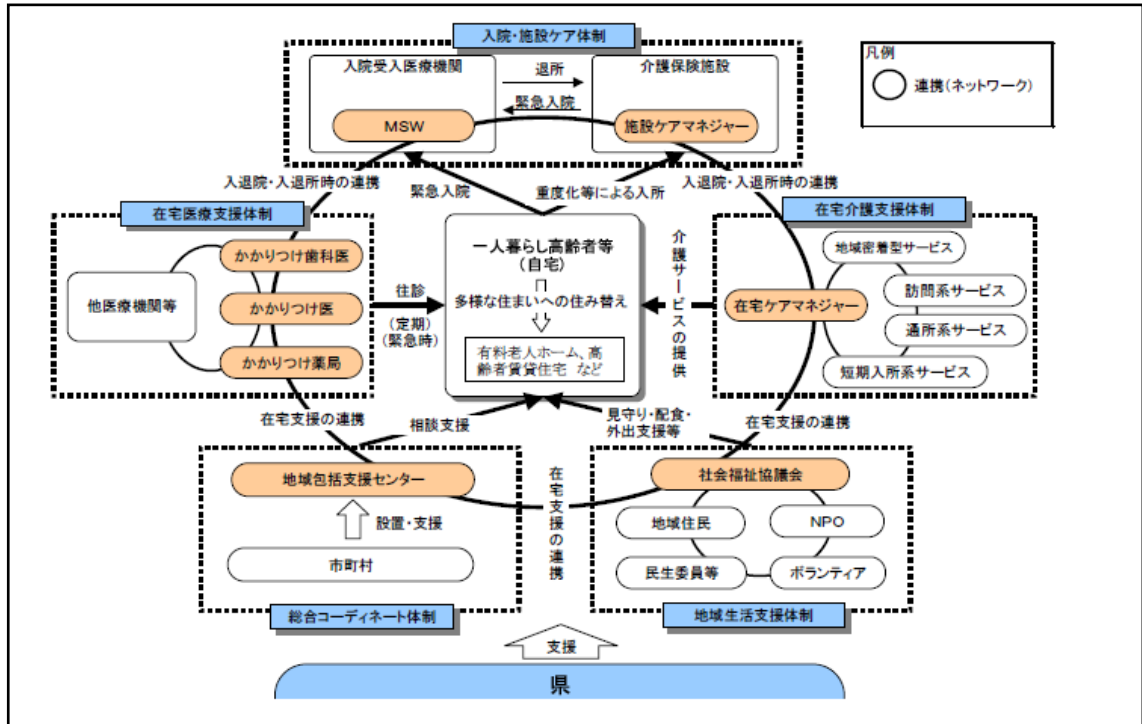 入院・施設ケア体制
入院受入医療機関
退所
緊急入院
介護保険施設
MSW
施設ケアマネジャー
凡例
連携(ネットワーク)
入退院・入退所時の連携
緊急入院
重度化等による入所
入退院・入退所時の連携
在宅医療支援体制
他医療機関等
かかりつけ歯科医
かかりつけ医
かかりつけ薬局
往診
(定期)
(緊急時)
一人暮らし高齢者等
(自宅)
多様な住まいへの住み替え
有料老人ホーム、高
齢者賃貸住宅 など
介護サービスの提供
在宅介護支援体制
地域密着型サービス
訪問系サービス
在宅ケアマネジャー
通所系サービス
短期入所系サービス
在宅支援の連携
相談支援
見守り・配食・
外出支援等
在宅支援の連携
地域包括支援センター
設置・支援
市町村
総合コーディネート体制
在宅支援の連携
社会福祉協議会
地域住民
NPO
民生委員等
ボランティア
地域生活支援体制
支援
県